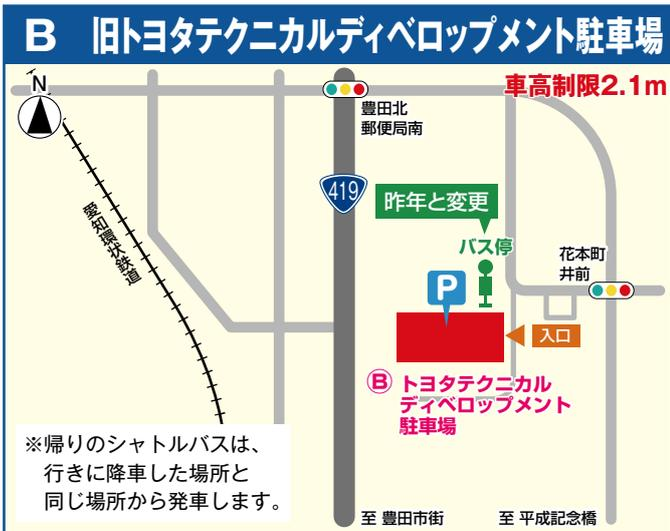 B 旧トヨタテクニカルディベロップメント駐車場
車高制限2.1m
N
豊田北
郵便局南
419
昨年と変更
愛知環状鉄道
バス停
花本町
井前
P
入口
B トヨタテクニカル
ディベロップメント
駐車場
※帰りのシャトルバスは、
行きに降車した場所と
同じ場所から発車します。
至 豊田市街
至 平成記念橋